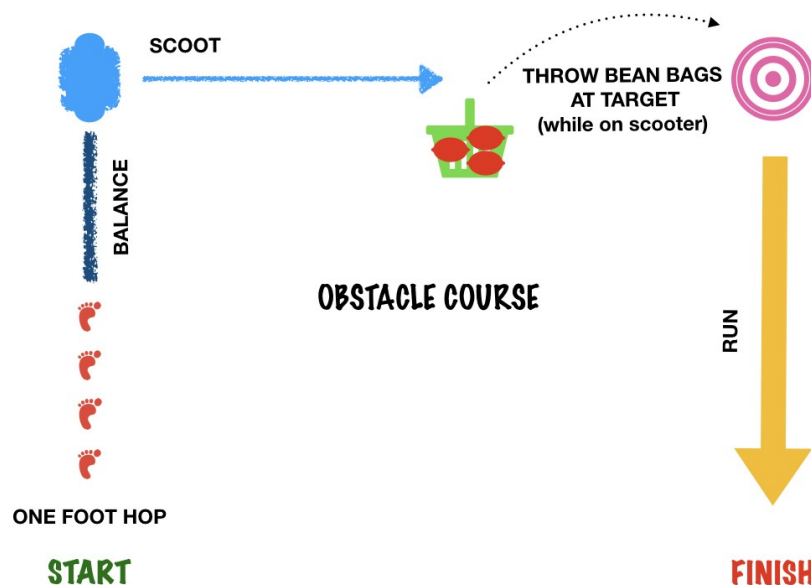 SCOOT
THROW BEAN BAGS
AT TARGET
(while on scooter)
BALANCE
OBSTACLE COURSE
RUN
ONE FOOT HOP
START
FINISH